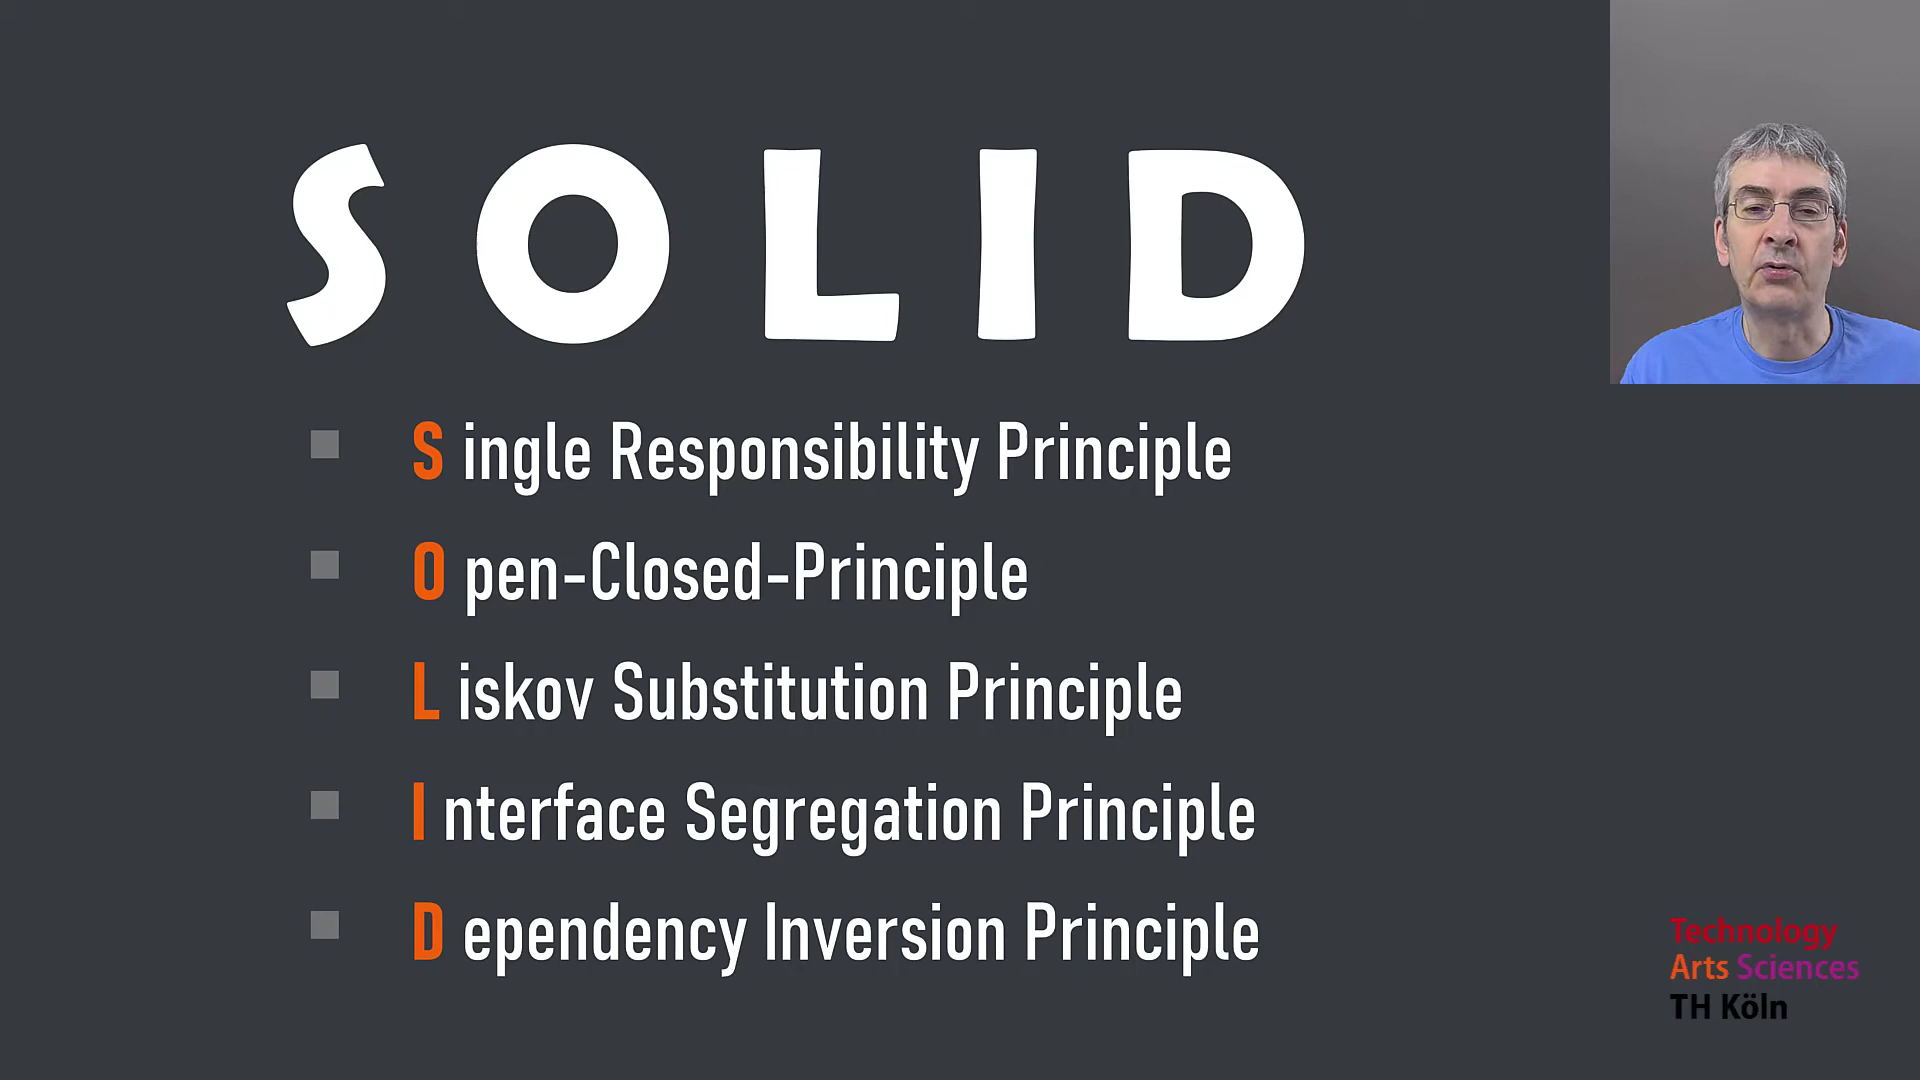 SOLID
S ingle Responsibility Principle
O pen-Closed-Principle
L iskov Substitution Principle
I nterface Segregation Principle
D ependency Inversion Principle
Technology
Arts Sciences
TH Köln